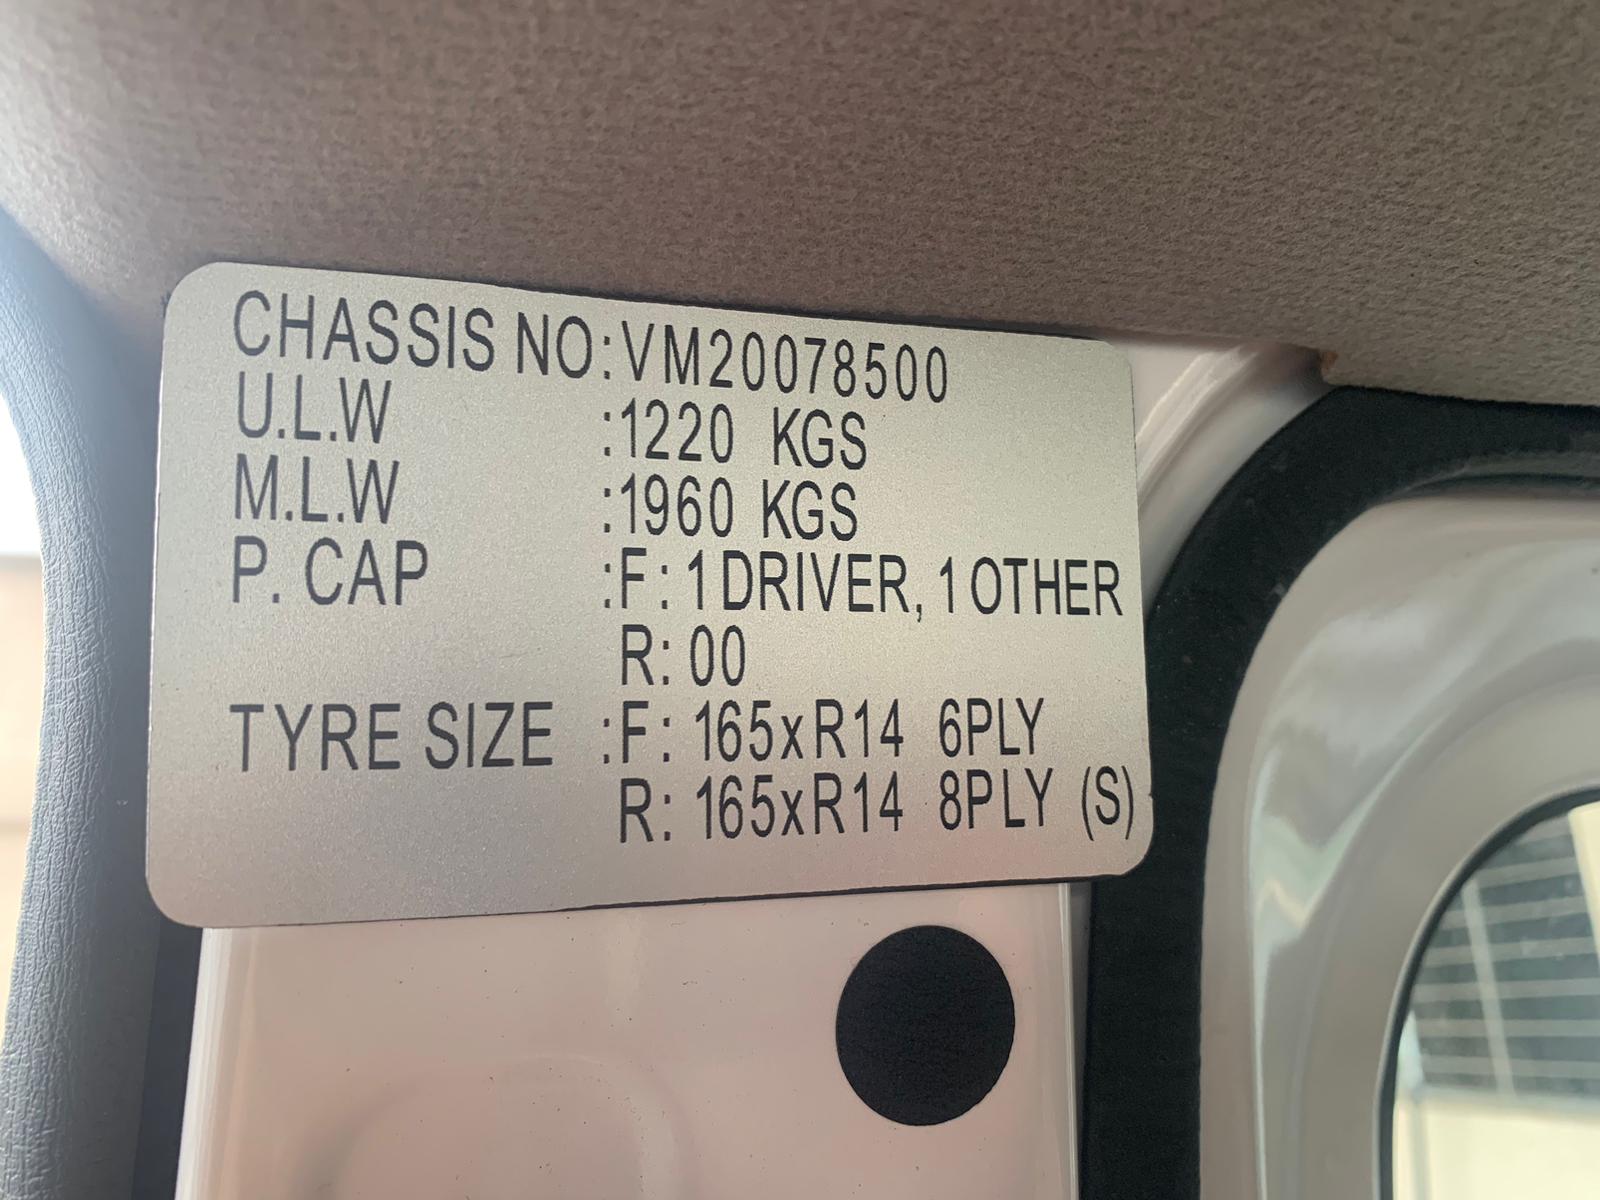 CHASSIS NO:VM20078500
U.L.W :1220 KGS
M.L.W :1960 KGS
P. CAP :F: 1 DRIVER, 1 OTHER
R: 00
TYRE SIZE :F: 165xR14 6PLY
R: 165xR14 8PLY (S)